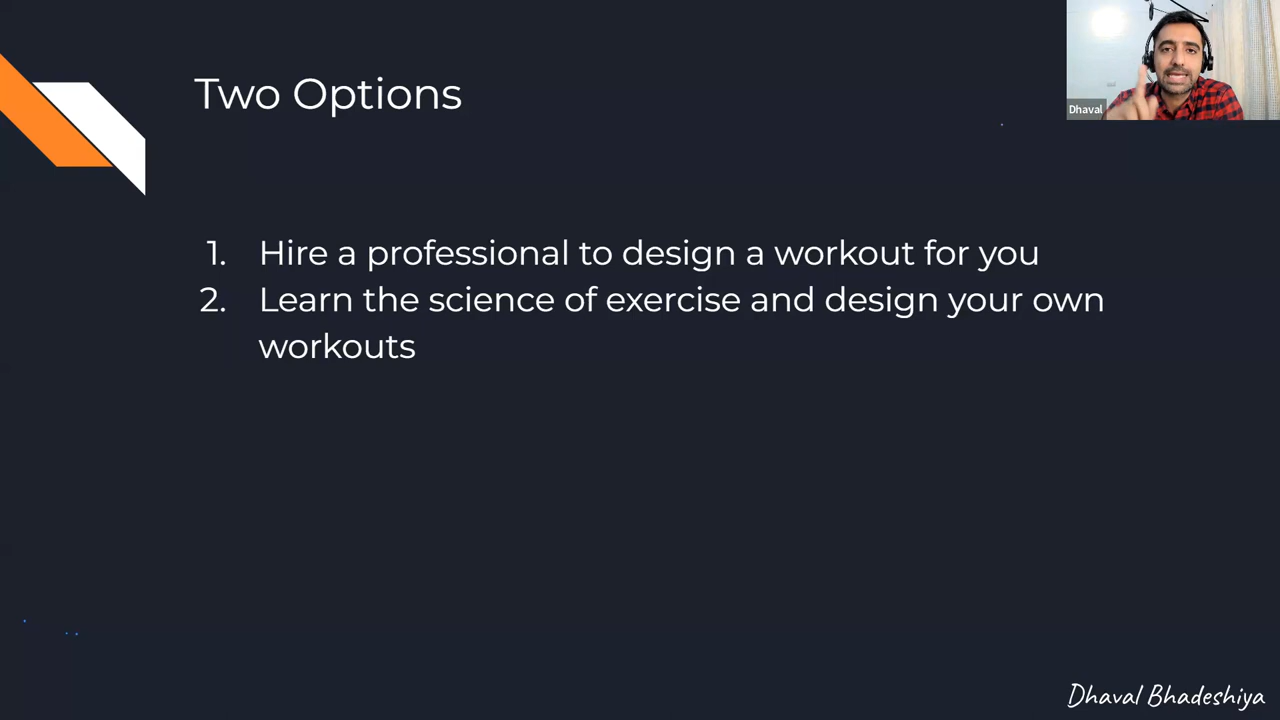 Two Options
Dhaval
1. Hire a professional to design a workout for you
2. Learn the science of exercise and design your own
workouts
Dhaval Bhadeshiya